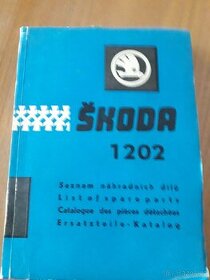 ŠKODA
1202
Seznam náhradních dílů
List of spare parts
Catalogue des pièces détachées
Ersatzteile-Katalog